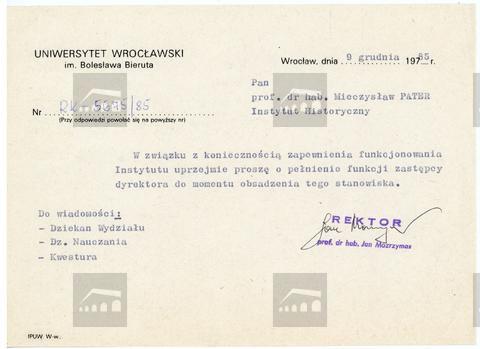 UNIWERSYTET WROCŁAWSKI
im. Bolesława Bieruta
Wrocław, dnia 9 grudnia 1985 r.
Nr RK-5695/85
(Przy odpowiedzi powołać się na powyższy nr)
Pan
prof. dr hab. Mieczysław PATER
Instytut Historyczny
W związku z koniecznością zapewnienia funkcjonowania
Instytutu uprzejmie proszę o pełnienie funkcji zastępcy
dyrektora do momentu obsadzenia tego stanowiska.
Do wiadomości:
- Dziekan Wydziału
- Dz. Nauczania
- Kwestura
REKTOR
prof. dr hab. Jan Mozrzymas
IPUW. W-w.